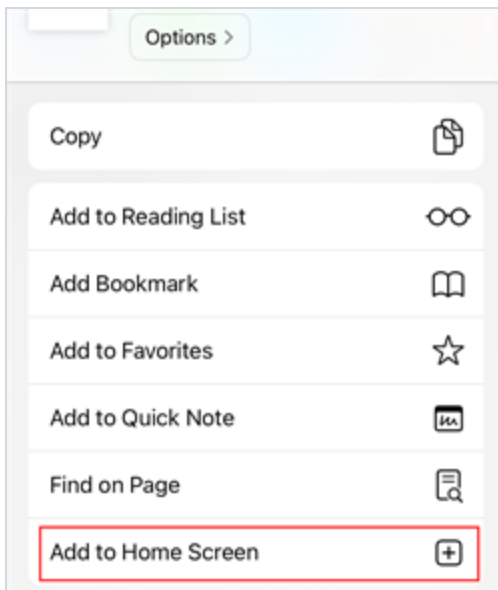 Options >
Copy
Add to Reading List
Add Bookmark
Add to Favorites
Add to Quick Note
Find on Page
Add to Home Screen